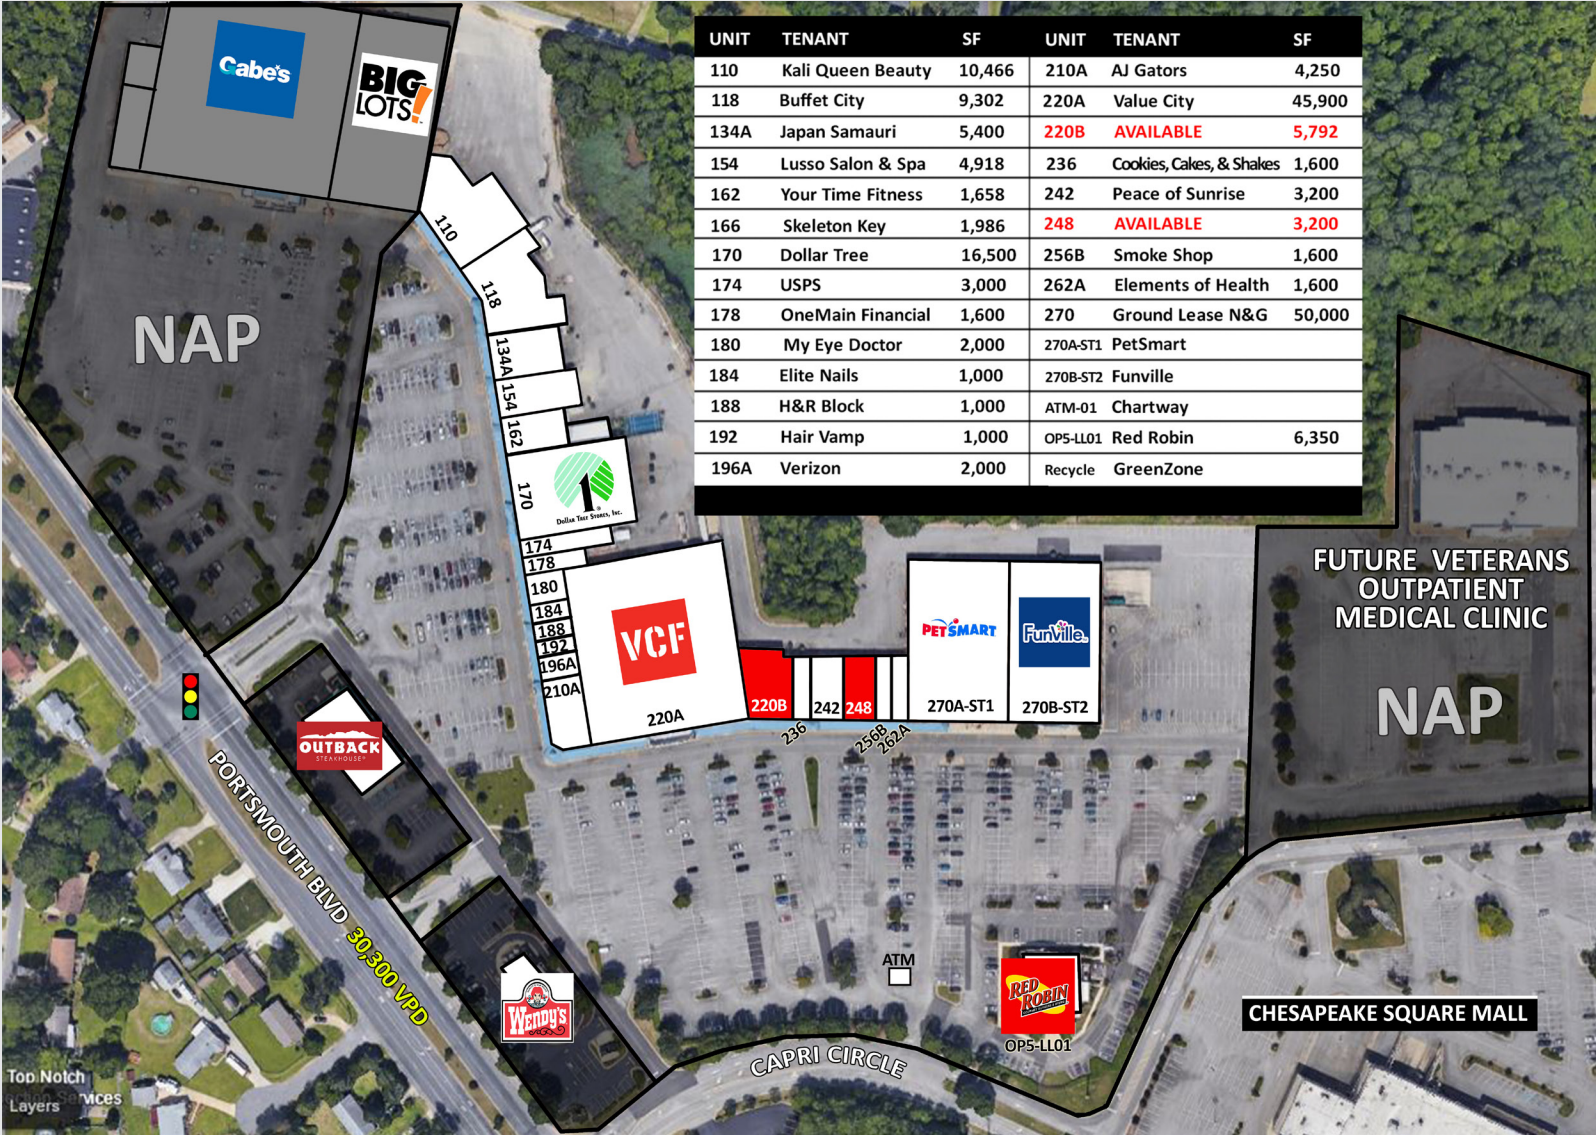 UNIT TENANT SF UNIT TENANT SF
110 Kali Queen Beauty 10,466 210A AJ Gators 4,250
118 Buffet City 9,302 220A Value City 45,900
134A Japan Samauri 5,400 220B AVAILABLE 5,792
154 Lusso Salon & Spa 4,918 236 Cookies, Cakes, & Shakes 1,600
162 Your Time Fitness 1,658 242 Peace of Sunrise 3,200
166 Skeleton Key 1,986 248 AVAILABLE 3,200
170 Dollar Tree 16,500 256B Smoke Shop 1,600
174 USPS 3,000 262A Elements of Health 1,600
178 OneMain Financial 1,600 270 Ground Lease N&G 50,000
180 My Eye Doctor 2,000 270A-ST1 PetSmart
184 Elite Nails 1,000 270B-ST2 Funville
188 H&R Block 1,000 ATM-01 Chartway
192 Hair Vamp 1,000 OP5-LL01 Red Robin 6,350
196A Verizon 2,000 Recycle GreenZone
Gabe's
BIG
LOTS!
NAP
110
118
134A
154
162
170
Dollar Tree Stores, Inc.
174
178
180
184
188
192
196A
210A
VCF
220A
220B
236
242
248
256B
262A
PETSMART
270A-ST1
FunVille
270B-ST2
FUTURE VETERANS
OUTPATIENT
MEDICAL CLINIC
NAP
OUTBACK
STEAKHOUSE
PORTSMOUTH BLVD 30,300 VPD
WENDY'S
ATM
RED
ROBIN
OP5-LL01
CAPRI CIRCLE
CHESAPEAKE SQUARE MALL
Top Notch
Services
Layers